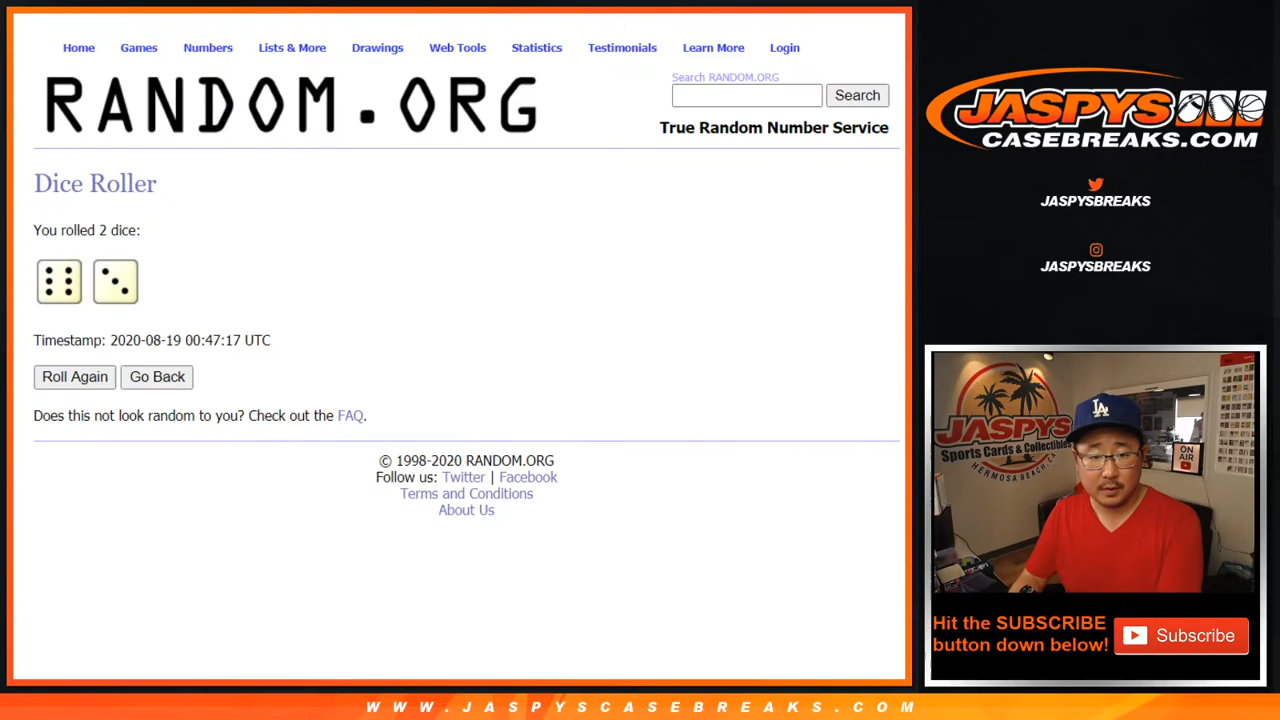 Home Games Numbers Lists & More Drawings Web Tools Statistics Testimonials Learn More Login
RANDOM.ORG
Search RANDOM.ORG
Search
True Random Number Service
Dice Roller
You rolled 2 dice:
Timestamp: 2020-08-19 00:47:17 UTC
Roll Again Go Back
Does this not look random to you? Check out the FAQ.
© 1998-2020 RANDOM.ORG
Follow us: Twitter | Facebook
Terms and Conditions
About Us
JASPYS
CASEBREAKS.COM
JASPYSBREAKS
JASPYSBREAKS
JASPYS
Sports Cards & Collectibles
HERMOSA BEACH, CA
LA
ON AIR
Hit the SUBSCRIBE
button down below!
Subscribe
WWW.JASPYSCASEBREAKS.COM